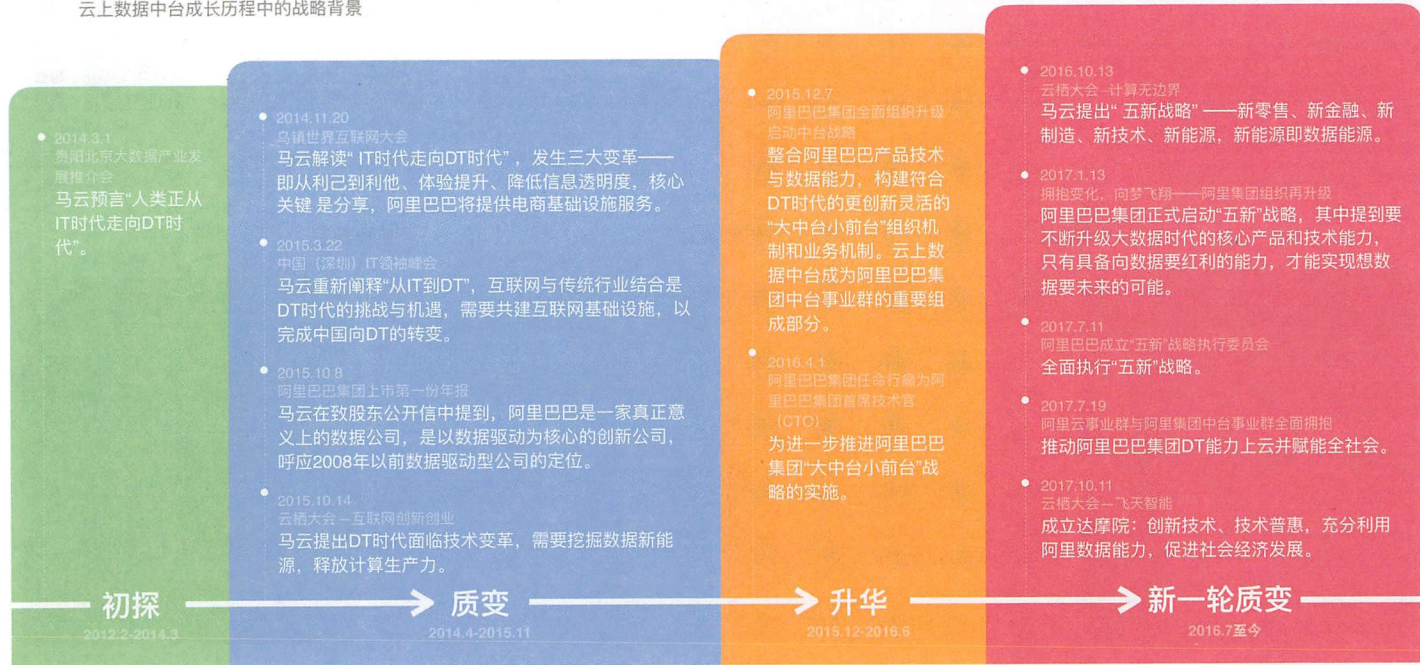 云上数据中台成长历程中的战略背景
2014.3.1
贵阳北京大数据产业发
展推介会
马云预言“人类正从
IT时代走向DT时
代”。
初探
2012.2-2014.3
2014.11.20
乌镇世界互联网大会
马云解读“ IT时代走向DT时代” ，发生三大变革——
即从利己到利他、体验提升、降低信息透明度，核心
关键 是分享，阿里巴巴将提供电商基础设施服务。
2015.3.22
中国（深圳）IT领袖峰会
马云重新阐释“从IT到DT”，互联网与传统行业结合是
DT时代的挑战与机遇，需要共建互联网基础设施，以
完成中国向DT的转变。
2015.10.8
阿里巴巴集团上市第一份年报
马云在致股东公开信中提到，阿里巴巴是一家真正意
义上的数据公司，是以数据驱动为核心的创新公司，
呼应2008年以前数据驱动型公司的定位。
2015.10.14
云栖大会－互联网创新创业
马云提出DT时代面临技术变革，需要挖掘数据新能
源，释放计算生产力。
质变
2014.4-2015.11
2015.12.7
阿里巴巴集团全面组织升级
启动中台战略
整合阿里巴巴产品技术
与数据能力，构建符合
DT时代的更创新灵活的
“大中台小前台”组织机
制和业务机制。云上数
据中台成为阿里巴巴集
团中台事业群的重要组
成部分。
2016.4.1
阿里巴巴集团任命行癫为阿
里巴巴集团首席技术官
（CTO）
为进一步推进阿里巴巴
集团“大中台小前台”战
略的实施。
升华
2015.12-2016.6
2016.10.13
云栖大会-计算无边界
马云提出“ 五新战略” ——新零售、新金融、新
制造、新技术、新能源，新能源即数据能源。
2017.1.13
拥抱变化，向梦飞翔——阿里集团组织再升级
阿里巴巴集团正式启动“五新”战略，其中提到要
不断升级大数据时代的核心产品和技术能力，
只有具备向数据要红利的能力，才能实现想数
据要未来的可能。
2017.7.11
阿里巴巴成立“五新”战略执行委员会
全面执行“五新”战略。
2017.7.19
阿里云事业群与阿里集团中台事业群全面拥抱
推动阿里巴巴集团DT能力上云并赋能全社会。
2017.10.11
云栖大会－飞天智能
成立达摩院：创新技术、技术普惠，充分利用
阿里数据能力，促进社会经济发展。
新一轮质变
2016.7至今